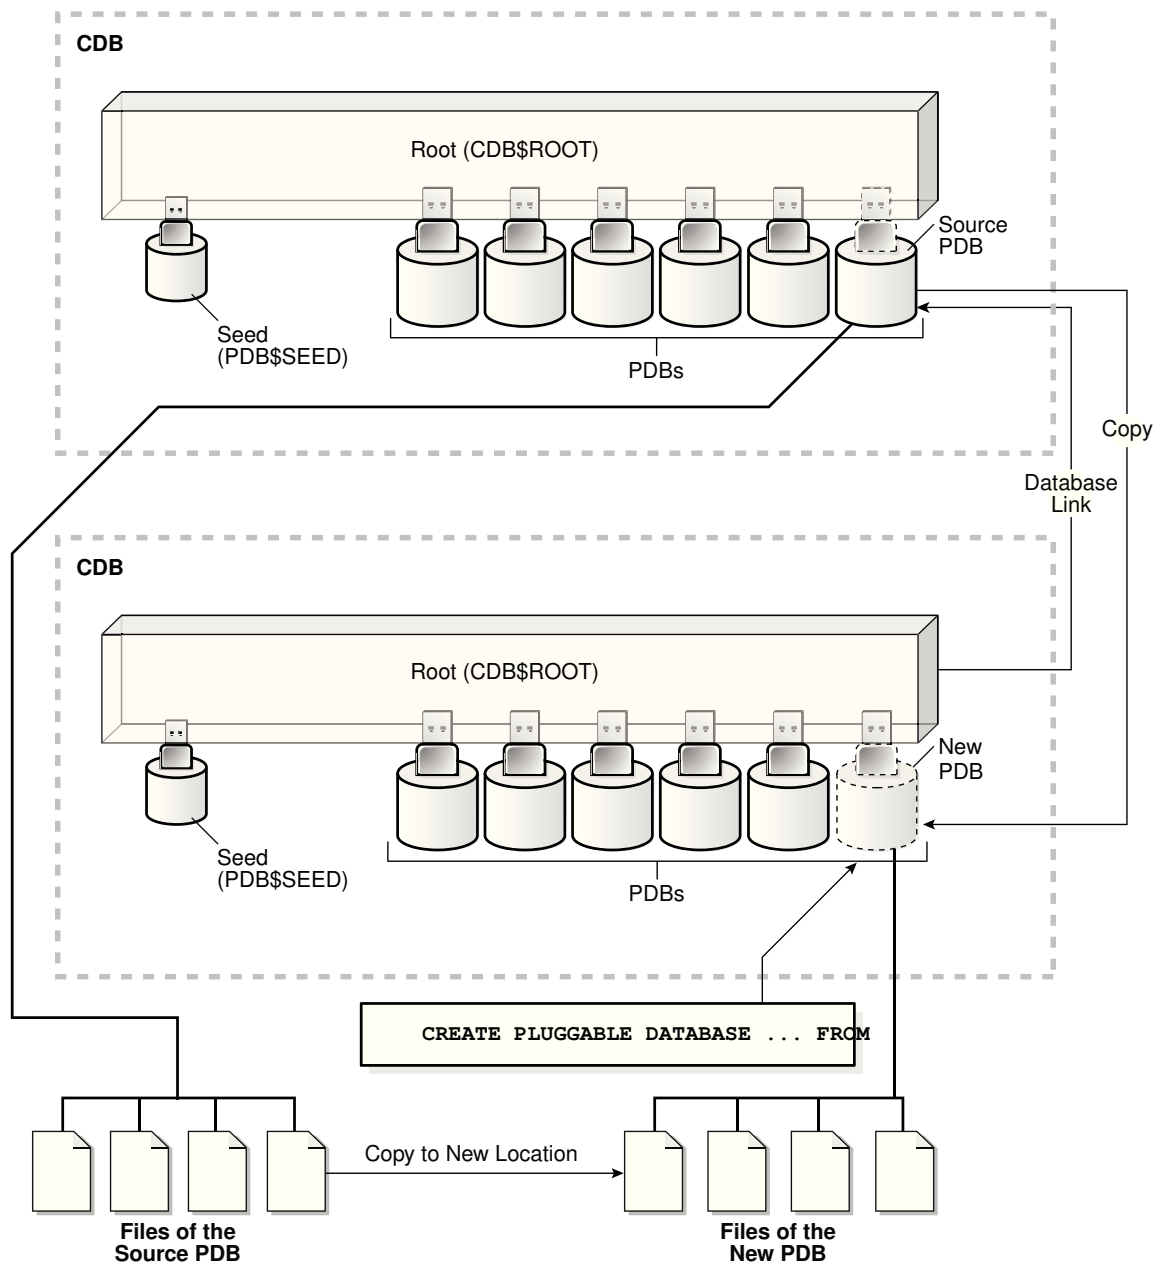 CDB
Root (CDB$ROOT)
Source
PDB
Seed
(PDB$SEED)
PDBs
Copy
Database
Link
CDB
Root (CDB$ROOT)
New
PDB
Seed
(PDB$SEED)
PDBs
CREATE PLUGGABLE DATABASE ... FROM
Copy to New Location
Files of the
Source PDB
Files of the
New PDB